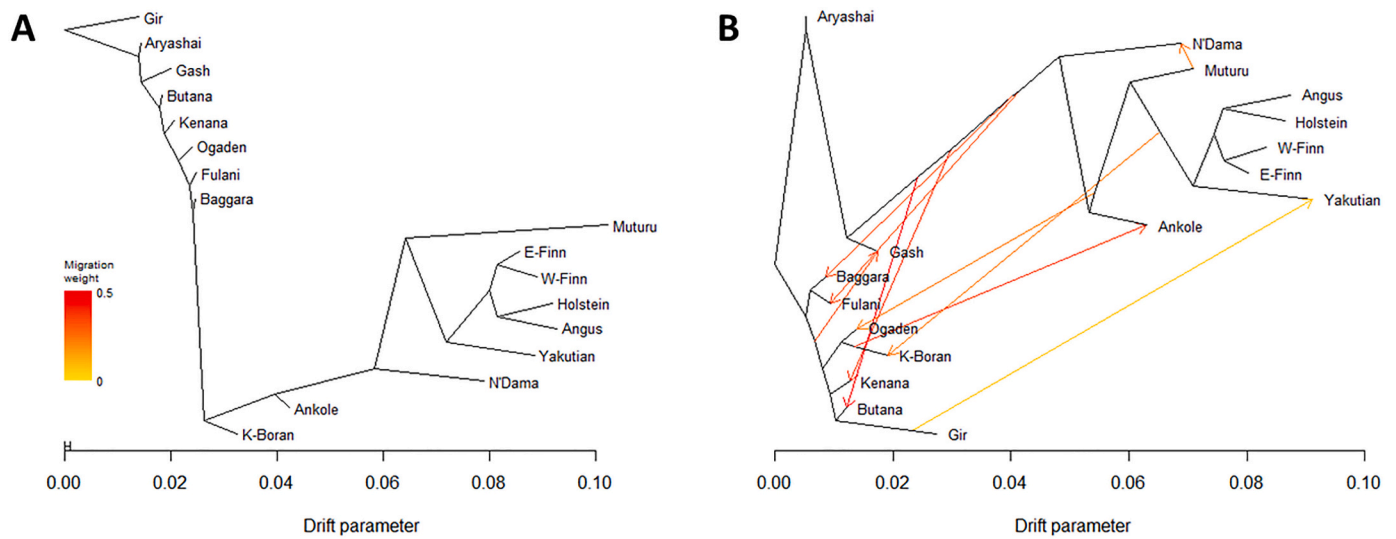 A
Gir
Aryashai
Gash
Butana
Kenana
Ogaden
Fulani
Baggara
Muturu
E-Finn
W-Finn
Holstein
Angus
Yakutian
N'Dama
Ankole
K-Boran
Migration
weight
0.5
0
0.00 0.02 0.04 0.06 0.08 0.10
Drift parameter
B
Aryashai
N'Dama
Muturu
Angus
Holstein
W-Finn
E-Finn
Yakutian
Ankole
Gash
Baggara
Fulani
Ogaden
K-Boran
Kenana
Butana
Gir
0.00 0.02 0.04 0.06 0.08 0.10
Drift parameter